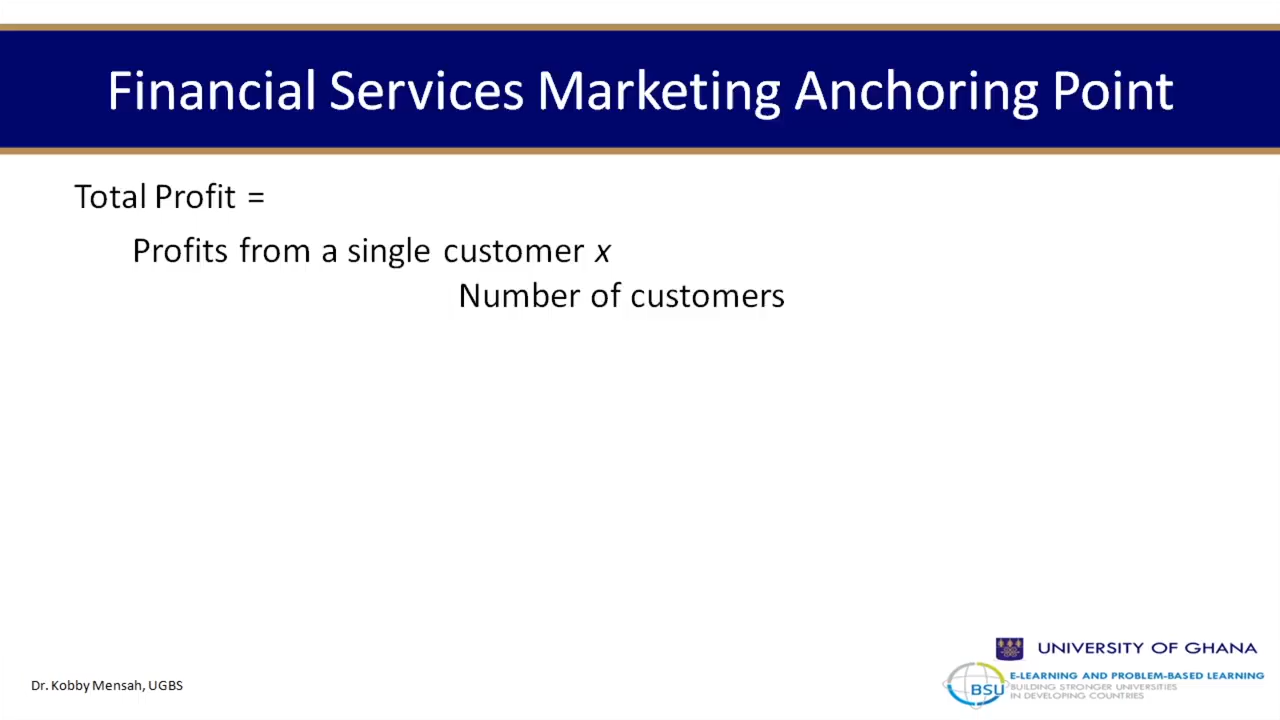 Financial Services Marketing Anchoring Point
Total Profit =
Profits from a single customer x
Number of customers
UNIVERSITY OF GHANA
Dr. Kobby Mensah, UGBS
BSU
E-LEARNING AND PROBLEM-BASED LEARNING
BUILDING STRONGER UNIVERSITIES
IN DEVELOPING COUNTRIES